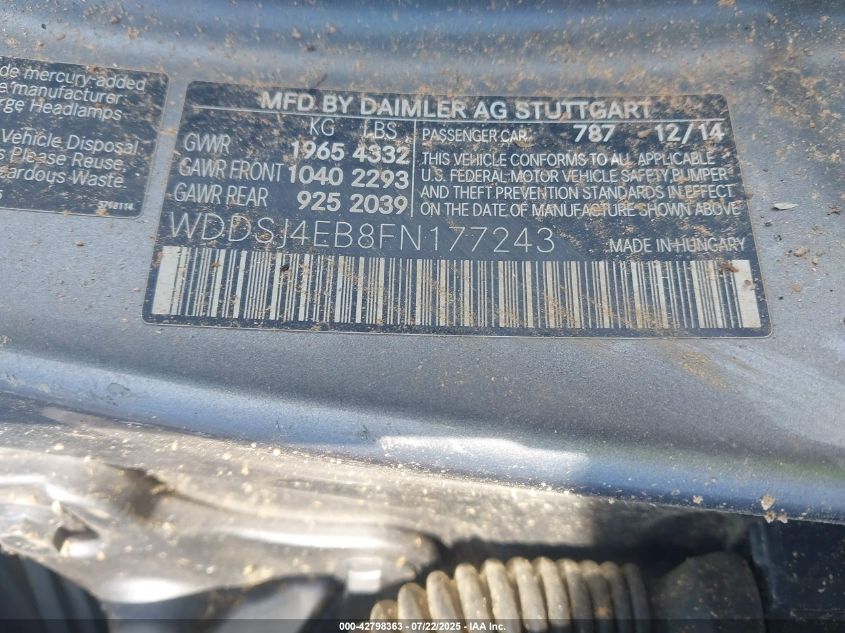 de mercury-added
e manufacturer
rge Headlamps
Vehicle Disposal
s Please Reuse
zardous Waste.
MFD BY DAIMLER AG STUTTGART
KG LBS
GVWR 1965 4332
GAWR FRONT 1040 2293
GAWR REAR 925 2039
PASSENGER CAR 787 12/14
THIS VEHICLE CONFORMS TO ALL APPLICABLE
U.S. FEDERAL MOTOR VEHICLE SAFETY, BUMPER
AND THEFT PREVENTION STANDARDS IN EFFECT
ON THE DATE OF MANUFACTURE SHOWN ABOVE
WDDSJ4EB8FN177243
MADE IN HUNGARY
000-42798363 - 07/22/2025 - IAA Inc.